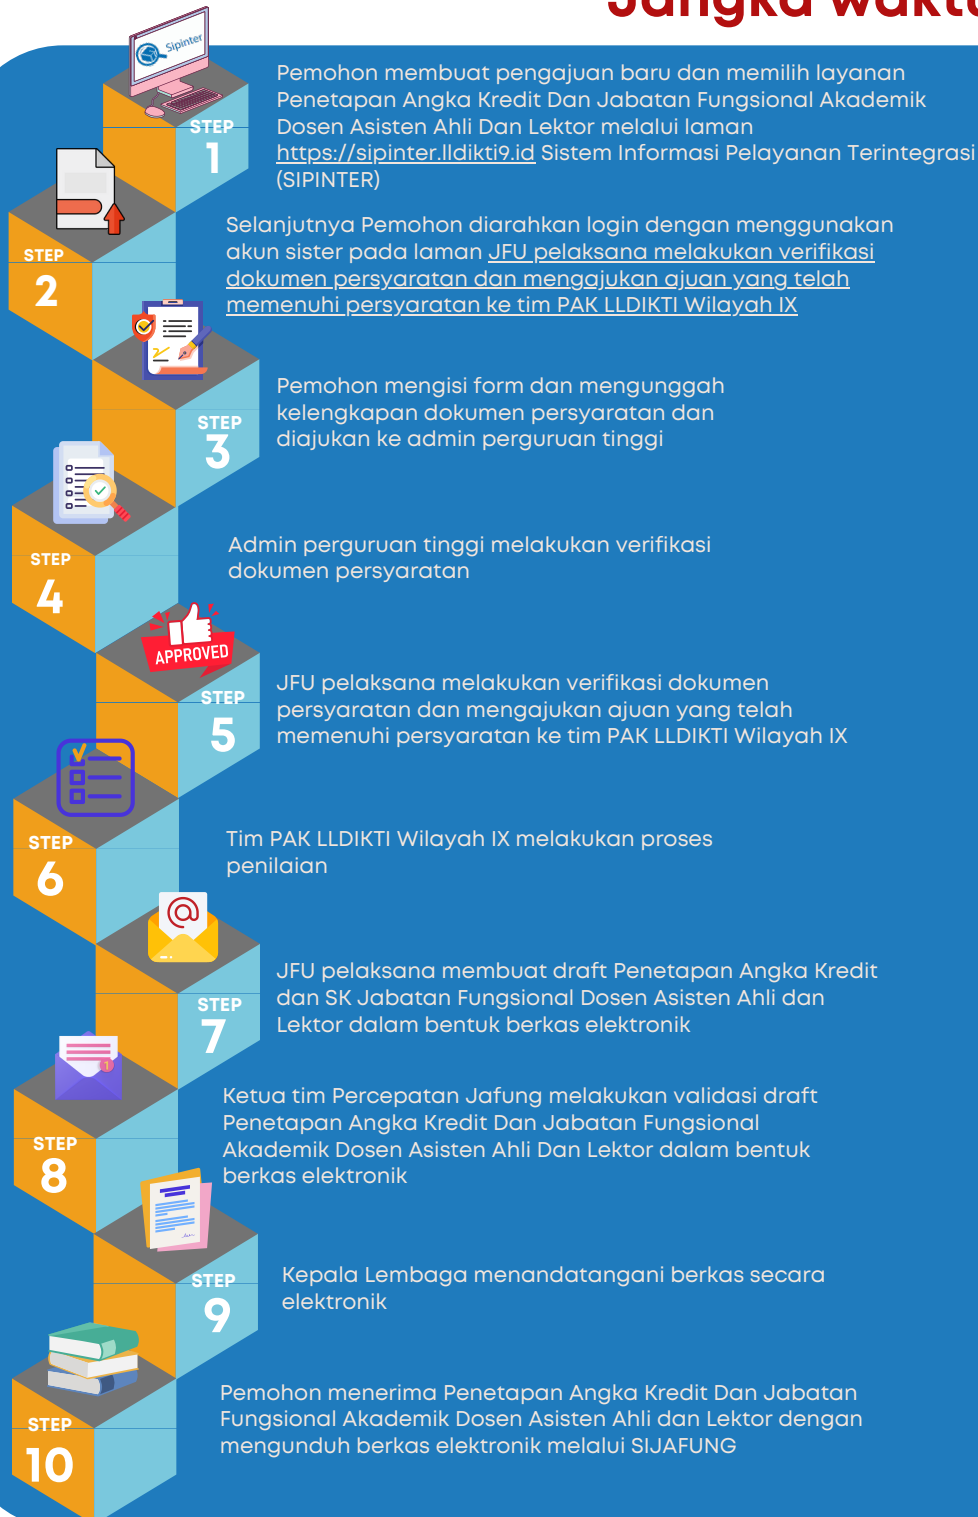 Jangka waktu
Sipinter
STEP
1
Pemohon membuat pengajuan baru dan memilih layanan
Penetapan Angka Kredit Dan Jabatan Fungsional Akademik
Dosen Asisten Ahli Dan Lektor melalui laman
https://sipinter.lldikti9.id Sistem Informasi Pelayanan Terintegrasi
(SIPINTER)
STEP
2
Selanjutnya Pemohon diarahkan login dengan menggunakan
akun sister pada laman JFU pelaksana melakukan verifikasi
dokumen persyaratan dan mengajukan ajuan yang telah
memenuhi persyaratan ke tim PAK LLDIKTI Wilayah IX
STEP
3
Pemohon mengisi form dan mengunggah
kelengkapan dokumen persyaratan dan
diajukan ke admin perguruan tinggi
STEP
4
Admin perguruan tinggi melakukan verifikasi
dokumen persyaratan
APPROVED
STEP
5
JFU pelaksana melakukan verifikasi dokumen
persyaratan dan mengajukan ajuan yang telah
memenuhi persyaratan ke tim PAK LLDIKTI Wilayah IX
STEP
6
Tim PAK LLDIKTI Wilayah IX melakukan proses
penilaian
@
STEP
7
JFU pelaksana membuat draft Penetapan Angka Kredit
dan SK Jabatan Fungsional Dosen Asisten Ahli dan
Lektor dalam bentuk berkas elektronik
1
STEP
8
Ketua tim Percepatan Jafung melakukan validasi draft
Penetapan Angka Kredit Dan Jabatan Fungsional
Akademik Dosen Asisten Ahli Dan Lektor dalam bentuk
berkas elektronik
STEP
9
Kepala Lembaga menandatangani berkas secara
elektronik
STEP
10
Pemohon menerima Penetapan Angka Kredit Dan Jabatan
Fungsional Akademik Dosen Asisten Ahli dan Lektor dengan
mengunduh berkas elektronik melalui SIJAFUNG